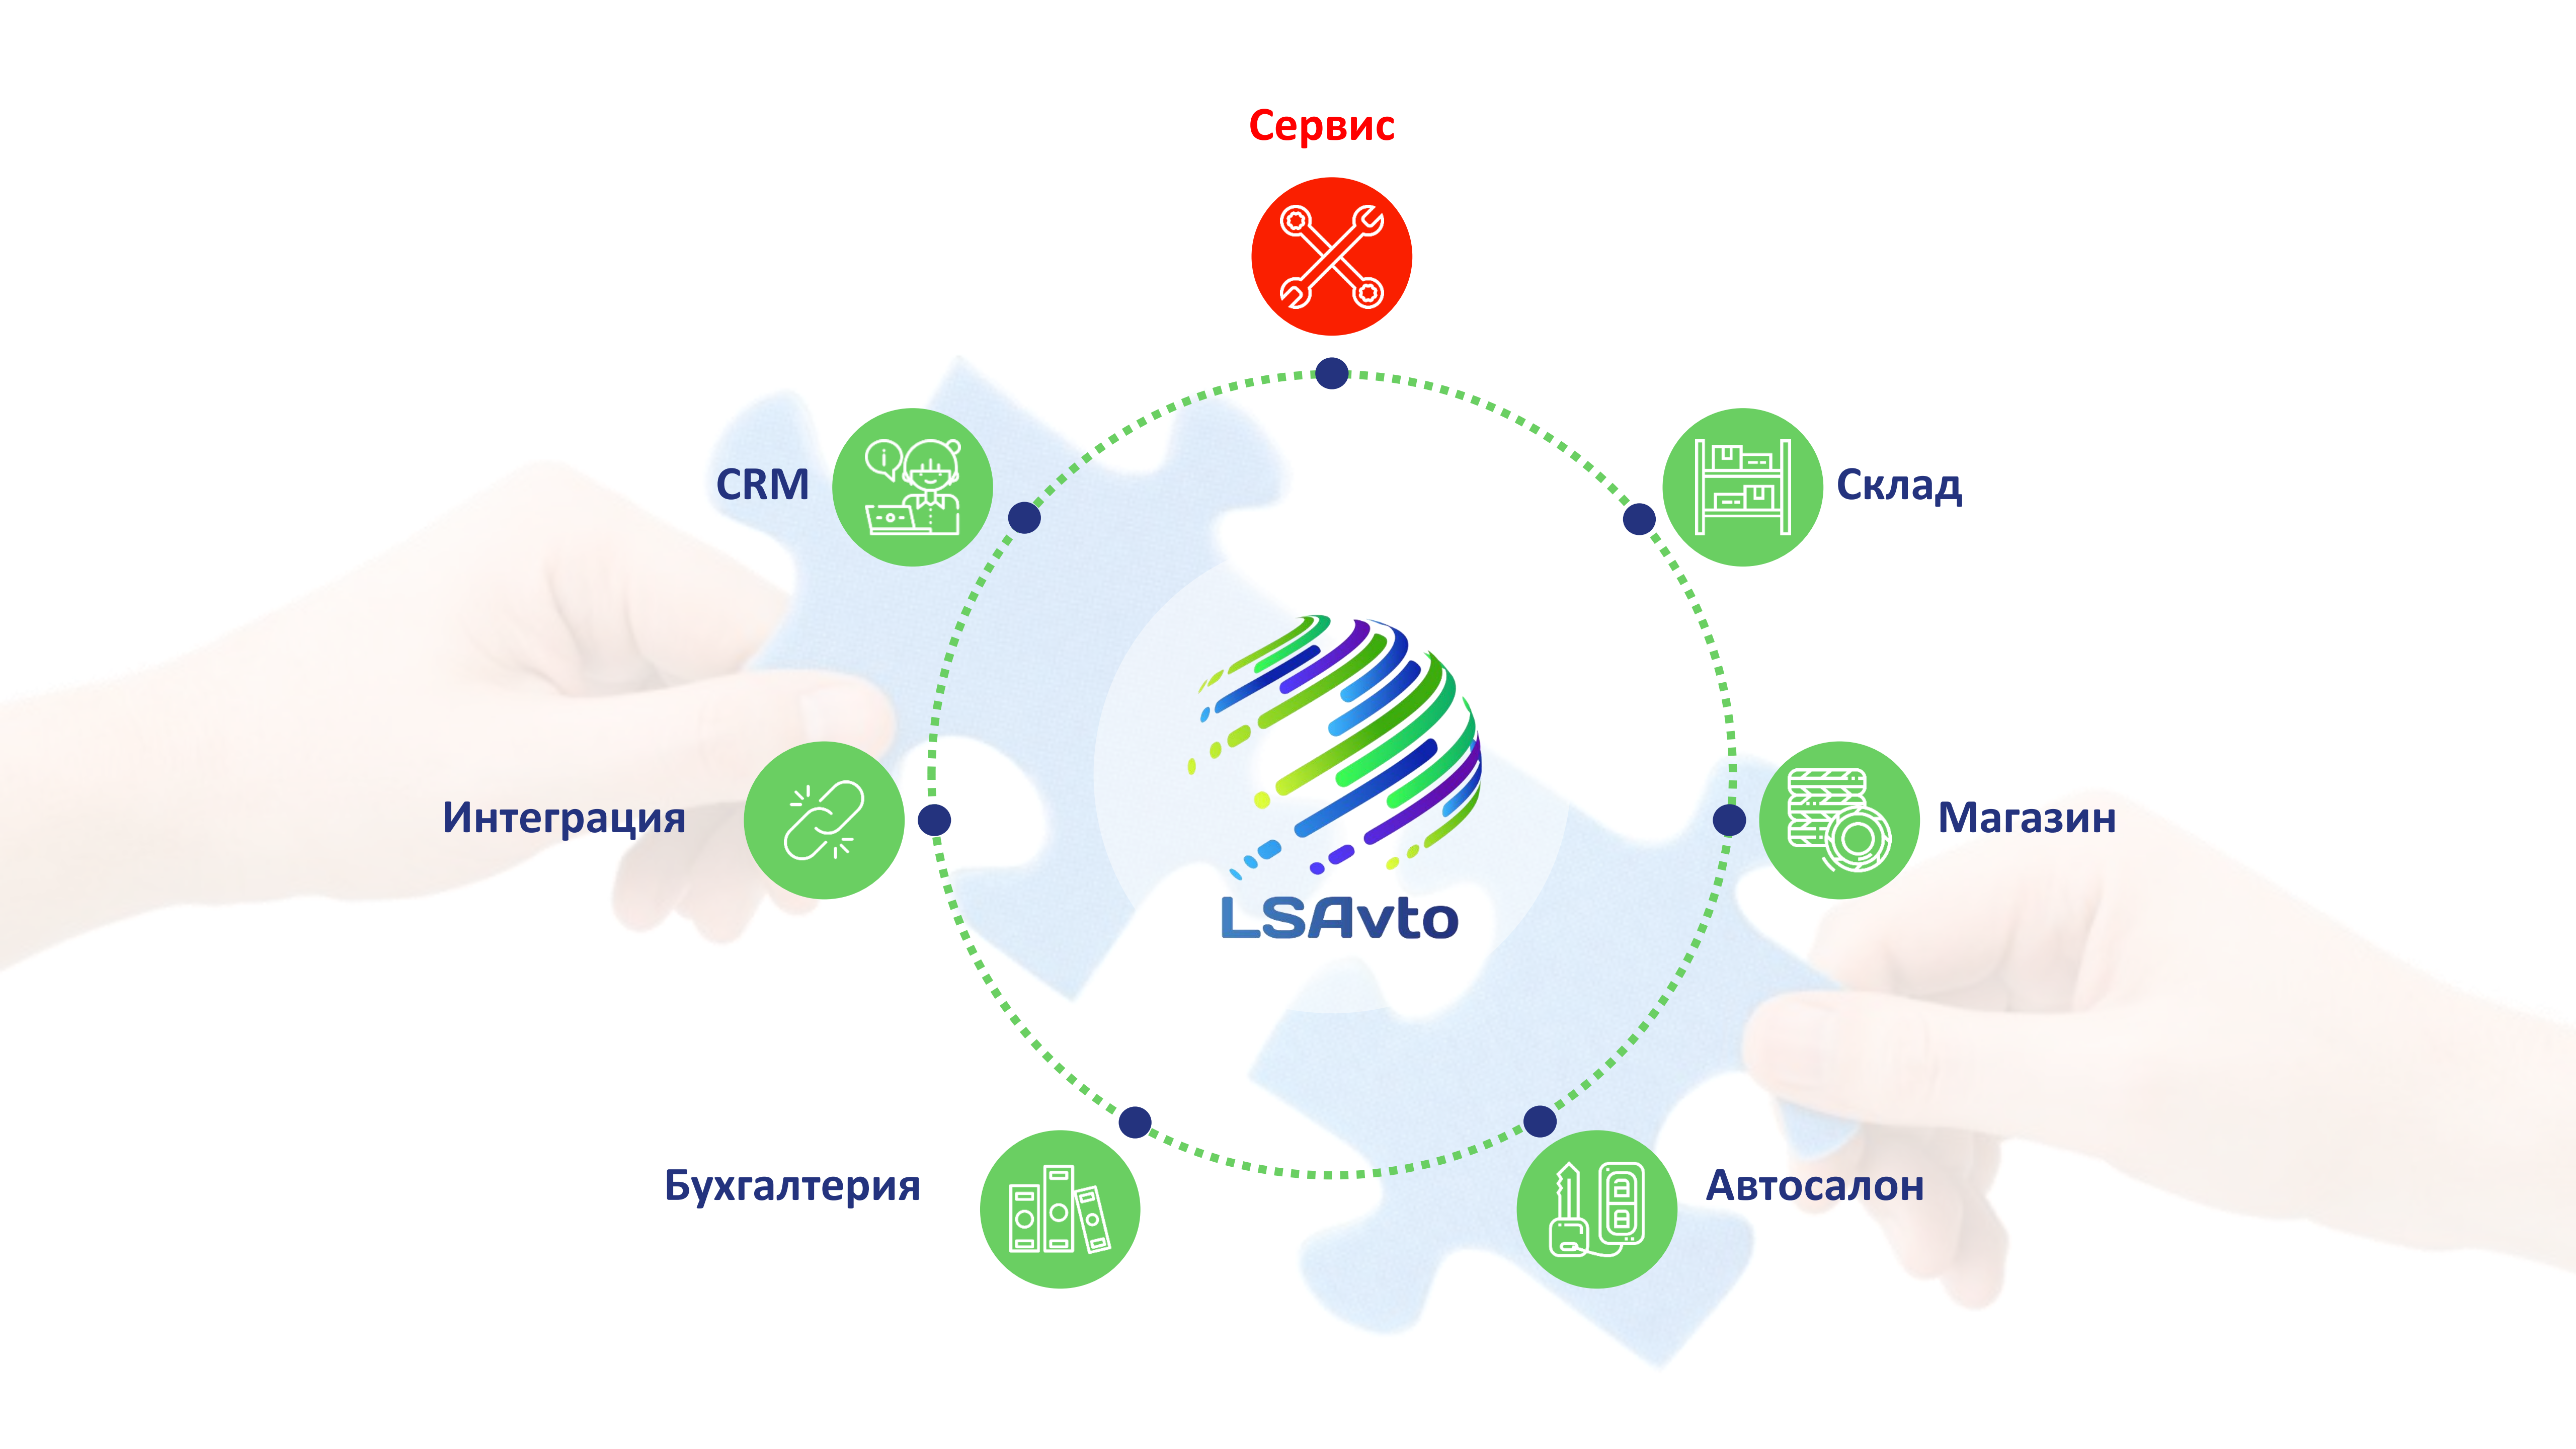 Сервис
CRM
Склад
Интеграция
Магазин
LSAvto
Бухгалтерия
Автосалон